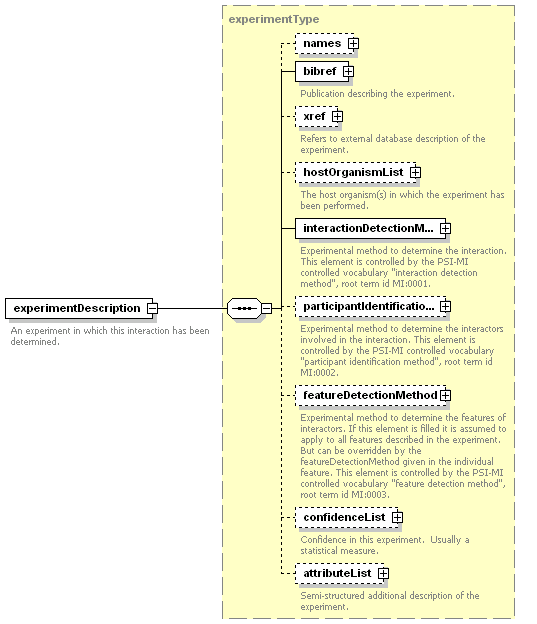 experimentType
names
bibref
Publication describing the experiment.
xref
Refers to external database description of the
experiment.
hostOrganismList
The host organism(s) in which the experiment has
been performed.
interactionDetectionM...
Experimental method to determine the interaction.
This element is controlled by the PSI-MI
controlled vocabulary "interaction detection
method", root term id MI:0001.
experimentDescription
An experiment in which this interaction has been
determined.
participantIdentificatio...
Experimental method to determine the interactors
involved in the interaction. This element is
controlled by the PSI-MI controlled vocabulary
"participant identification method", root term id
MI:0002.
featureDetectionMethod
Experimental method to determine the features of
interactors. If this element is filled it is assumed to
apply to all features described in the experiment.
But can be overridden by the
featureDetectionMethod given in the individual
feature. This element is controlled by the PSI-MI
controlled vocabulary "feature detection method",
root term id MI:0003.
confidenceList
Confidence in this experiment.  Usually a
statistical measure.
attributeList
Semi-structured additional description of the
experiment.